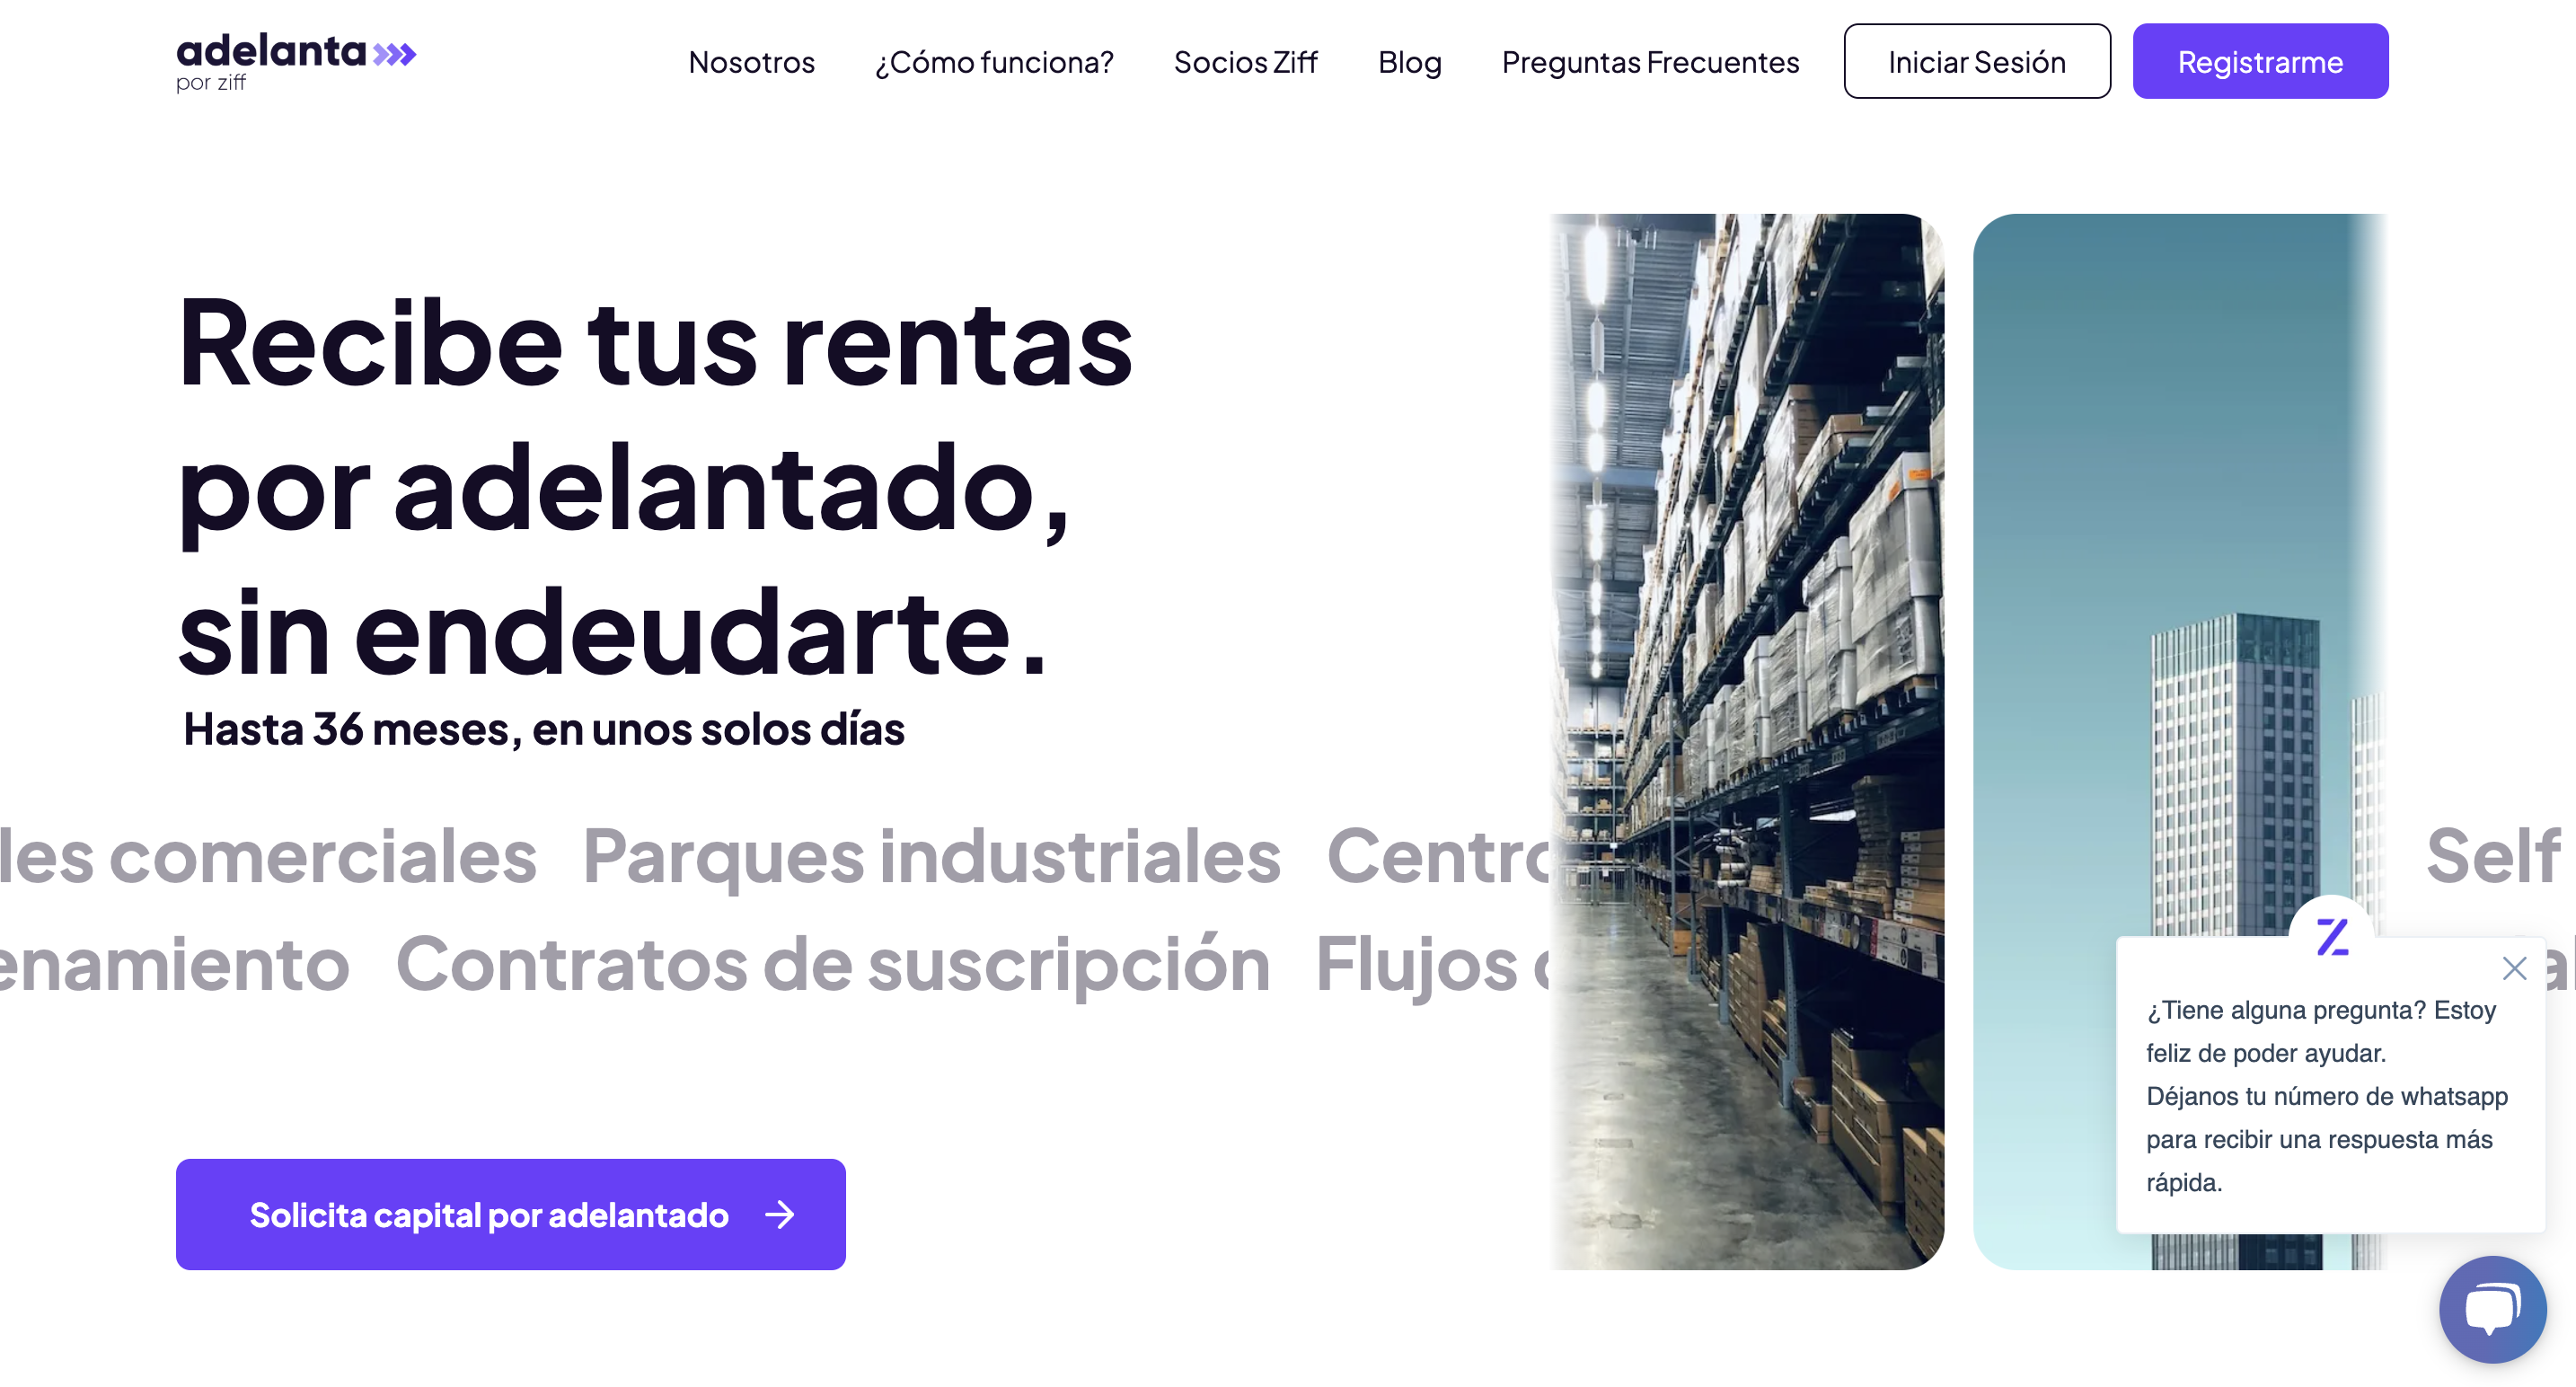 adelanta
por ziff
Nosotros
¿Cómo funciona?
Socios Ziff
Blog
Preguntas Frecuentes
Iniciar Sesión
Registrarme
Recibe tus rentas
por adelantado,
sin endeudarte.
Hasta 36 meses, en unos solos días
les comerciales Parques industriales Centro Self
enamiento Contratos de suscripción Flujos
¿Tiene alguna pregunta? Estoy
feliz de poder ayudar.
Déjanos tu número de whatsapp
para recibir una respuesta más
rápida.
Solicita capital por adelantado